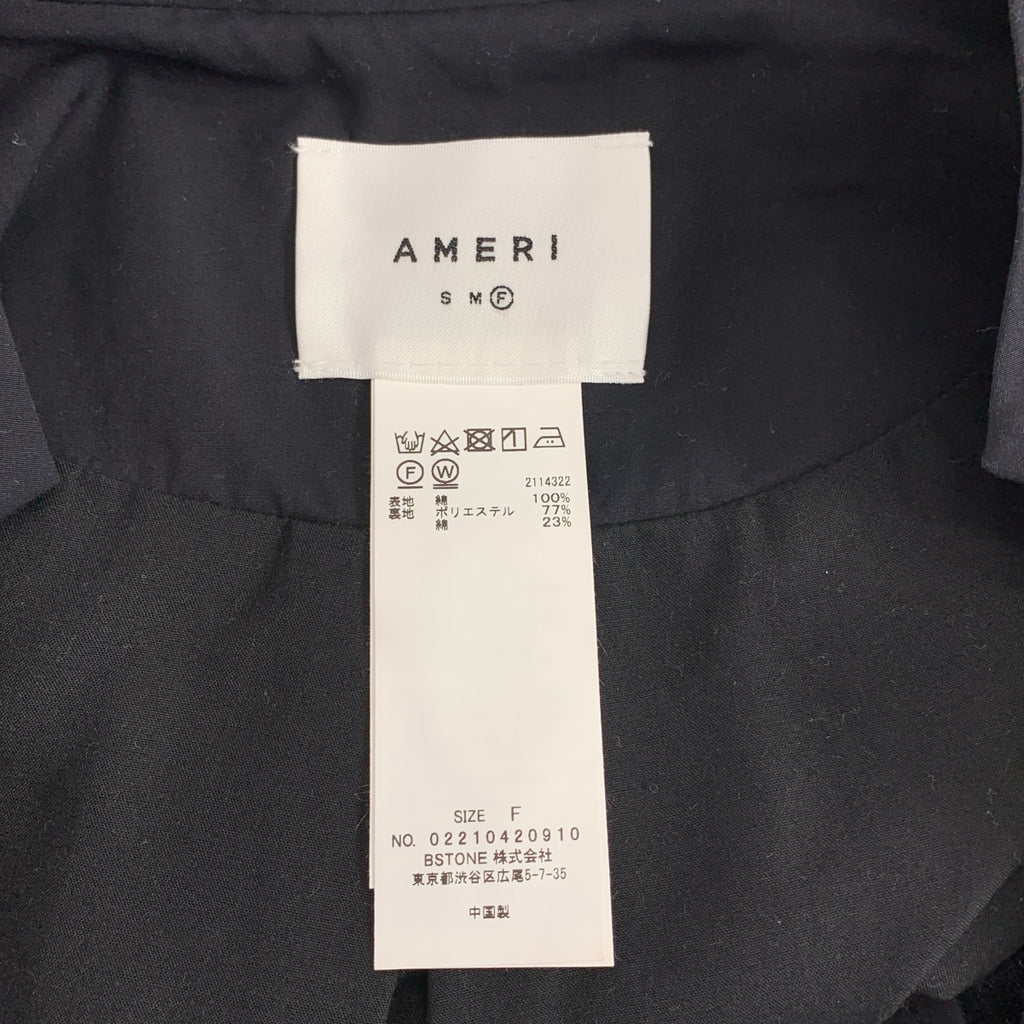 AMERI
S M F
F W
2114322
表地 綿 100%
裏地 ポリエステル 77%
綿 23%
SIZE F
NO. 02210420910
BSTONE 株式会社
東京都渋谷区広尾5-7-35
中国製